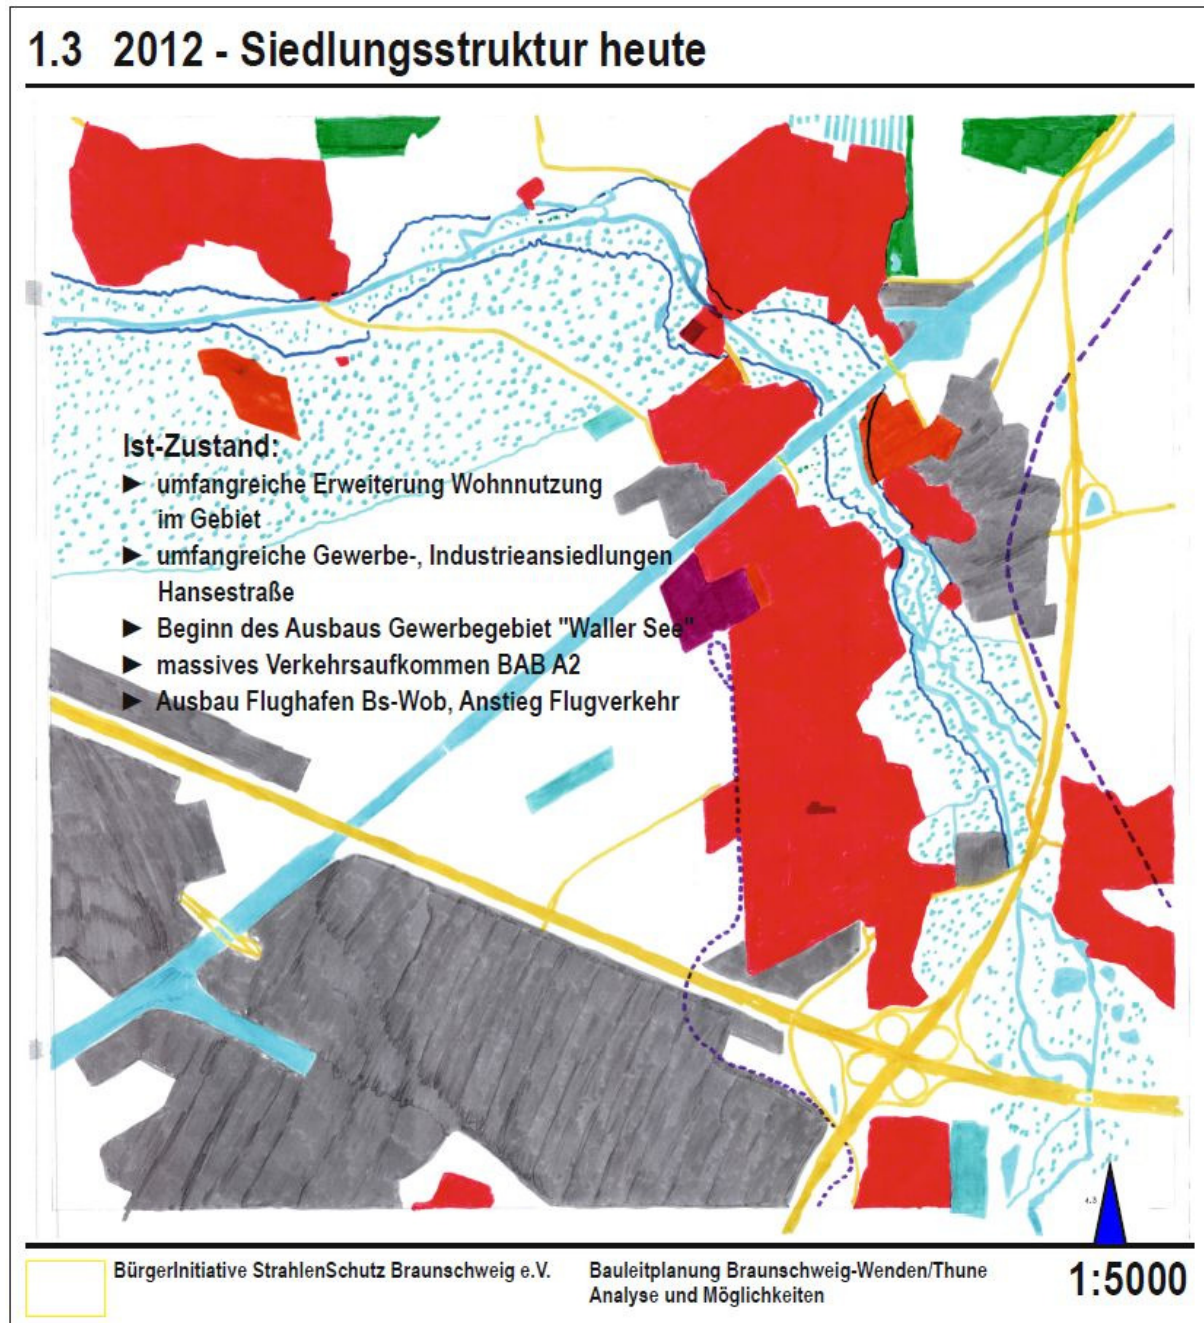 1.3 2012 - Siedlungsstruktur heute
Ist-Zustand:
► umfangreiche Erweiterung Wohnnutzung
im Gebiet
► umfangreiche Gewerbe-, Industrieansiedlungen
Hansestraße
► Beginn des Ausbaus Gewerbegebiet "Waller See"
► massives Verkehrsaufkommen BAB A2
► Ausbau Flughafen Bs-Wob, Anstieg Flugverkehr
BürgerInitiative StrahlenSchutz Braunschweig e.V.
Bauleitplanung Braunschweig-Wenden/Thune
Analyse und Möglichkeiten
1:5000